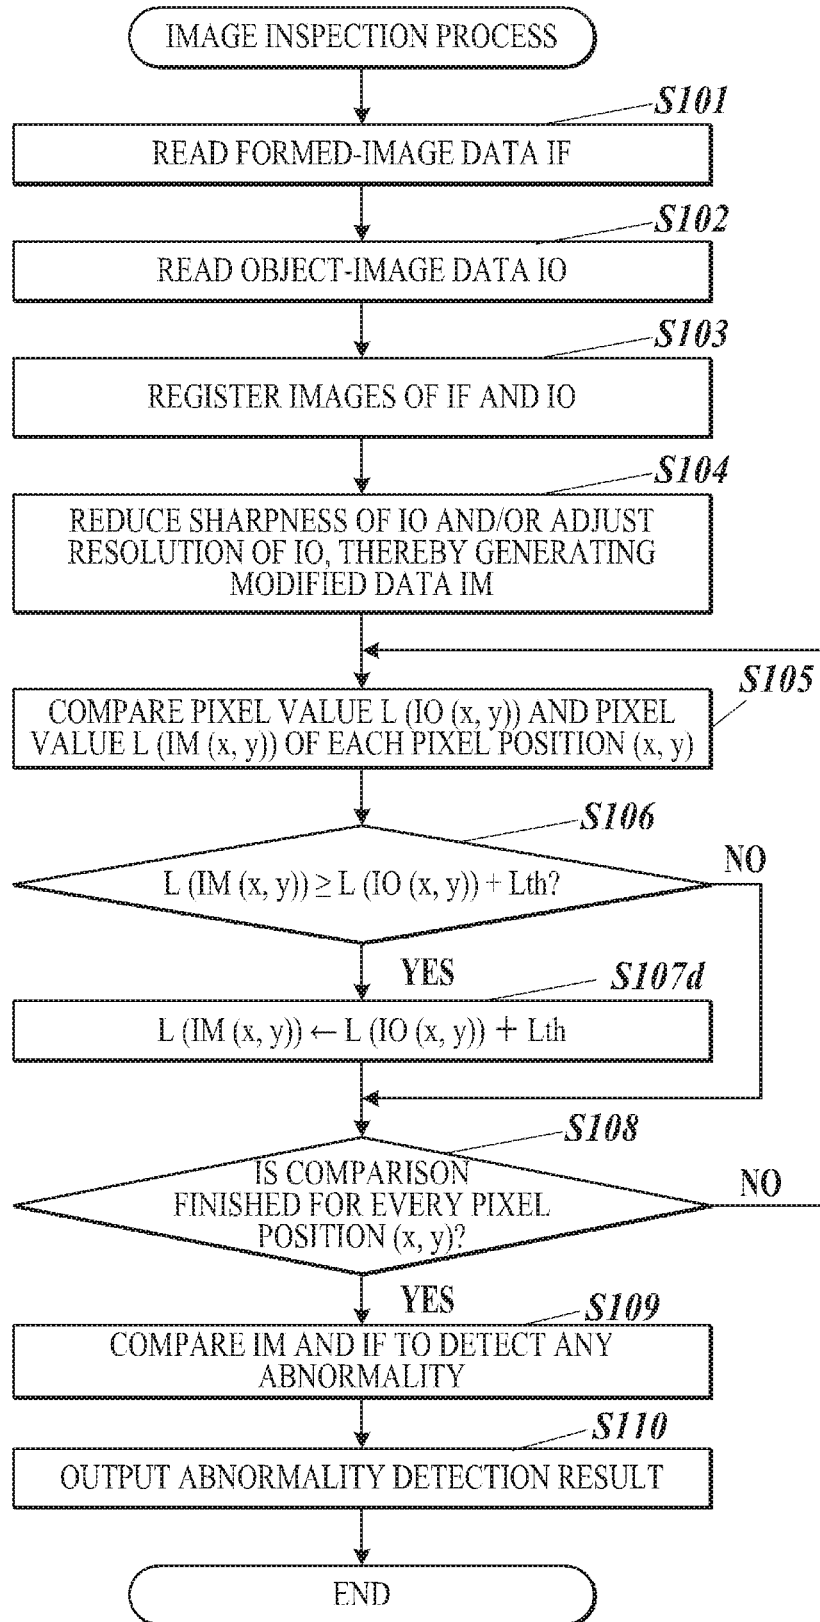 IMAGE INSPECTION PROCESS
S101
READ FORMED-IMAGE DATA IF
S102
READ OBJECT-IMAGE DATA IO
S103
REGISTER IMAGES OF IF AND IO
S104
REDUCE SHARPNESS OF IO AND/OR ADJUST
RESOLUTION OF IO, THEREBY GENERATING
MODIFIED DATA IM
S105
COMPARE PIXEL VALUE L (IO (x, y)) AND PIXEL
VALUE L (IM (x, y)) OF EACH PIXEL POSITION (x, y)
S106
L (IM (x, y)) ≥ L (IO (x, y)) + Lth?
NO
YES
S107d
L (IM (x, y)) ← L (IO (x, y)) + Lth
S108
IS COMPARISON
FINISHED FOR EVERY PIXEL
POSITION (x, y)?
NO
YES
S109
COMPARE IM AND IF TO DETECT ANY
ABNORMALITY
S110
OUTPUT ABNORMALITY DETECTION RESULT
END